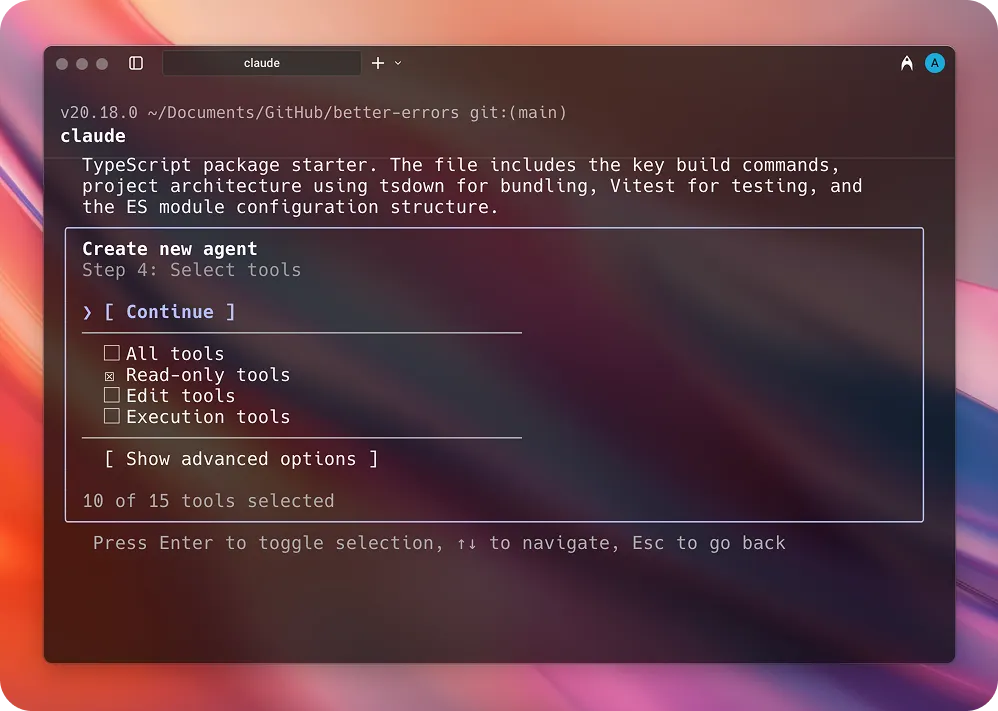 claude
A
v20.18.0 ~/Documents/GitHub/better-errors git:(main)
claude
TypeScript package starter. The file includes the key build commands,
project architecture using tsdown for bundling, Vitest for testing, and
the ES module configuration structure.
Create new agent
Step 4: Select tools
❯ [ Continue ]
☐ All tools
☒ Read-only tools
☐ Edit tools
☐ Execution tools
[ Show advanced options ]
10 of 15 tools selected
Press Enter to toggle selection, ↑↓ to navigate, Esc to go back